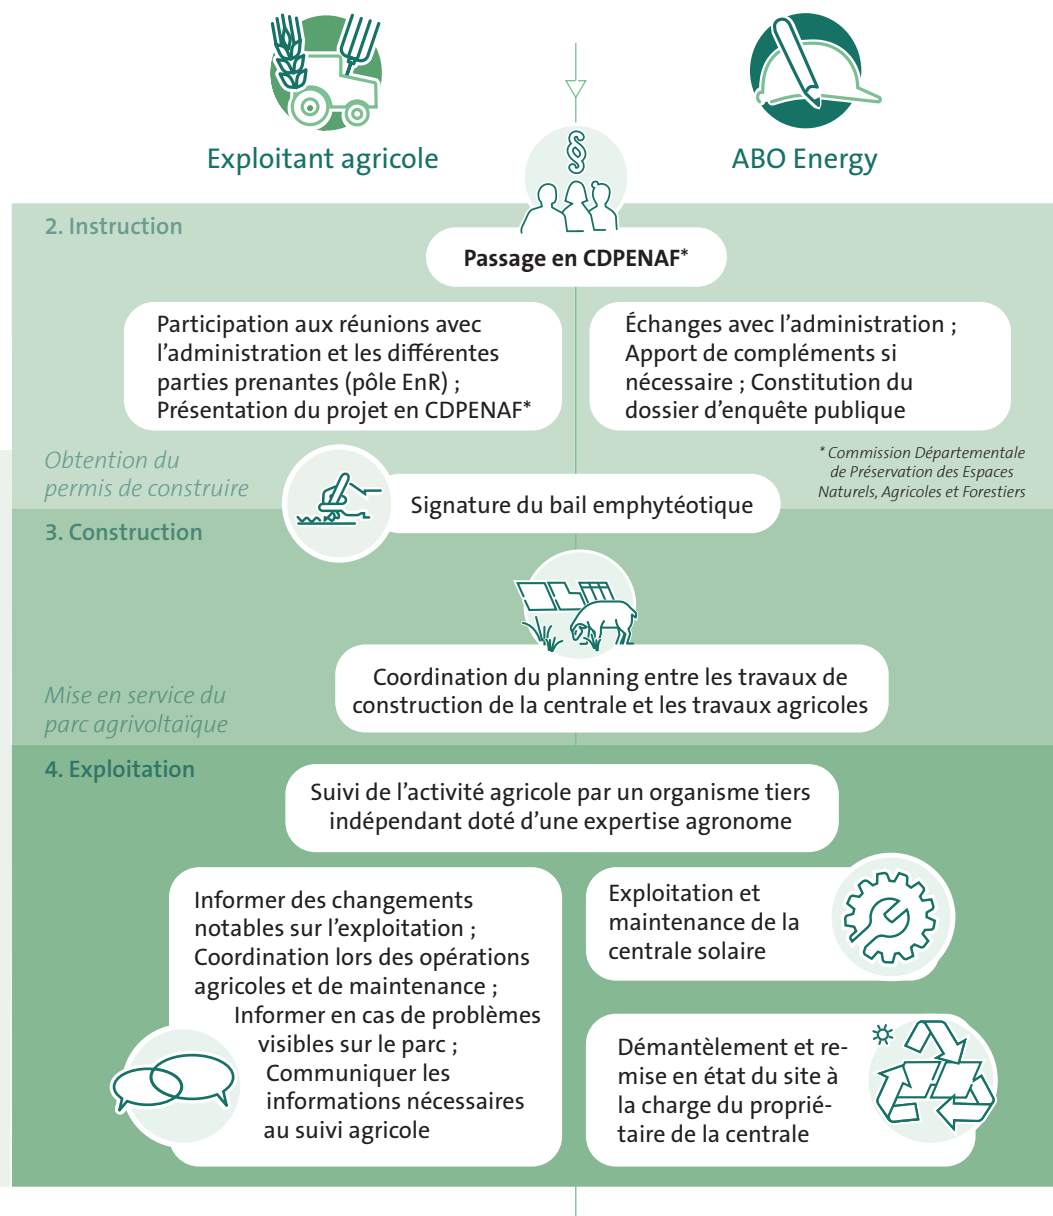 Exploitant agricole
ABO Energy
2. Instruction
Passage en CDPENAF*
Participation aux réunions avec
l’administration et les différentes
parties prenantes (pôle EnR) ;
Présentation du projet en CDPENAF*
Échanges avec l’administration ;
Apport de compléments si
nécessaire ; Constitution du
dossier d’enquête publique
* Commission Départementale
de Préservation des Espaces
Naturels, Agricoles et Forestiers
Obtention du
permis de construire
Signature du bail emphytéotique
3. Construction
Coordination du planning entre les travaux de
construction de la centrale et les travaux agricoles
Mise en service du
parc agrivoltaïque
4. Exploitation
Suivi de l’activité agricole par un organisme tiers
indépendant doté d’une expertise agronome
Informer des changements
notables sur l’exploitation ;
Coordination lors des opérations
agricoles et de maintenance ;
Informer en cas de problèmes
visibles sur le parc ;
Communiquer les
informations nécessaires
au suivi agricole
Exploitation et
maintenance de la
centrale solaire
Démantèlement et re-
mise en état du site à
la charge du proprié-
taire de la centrale